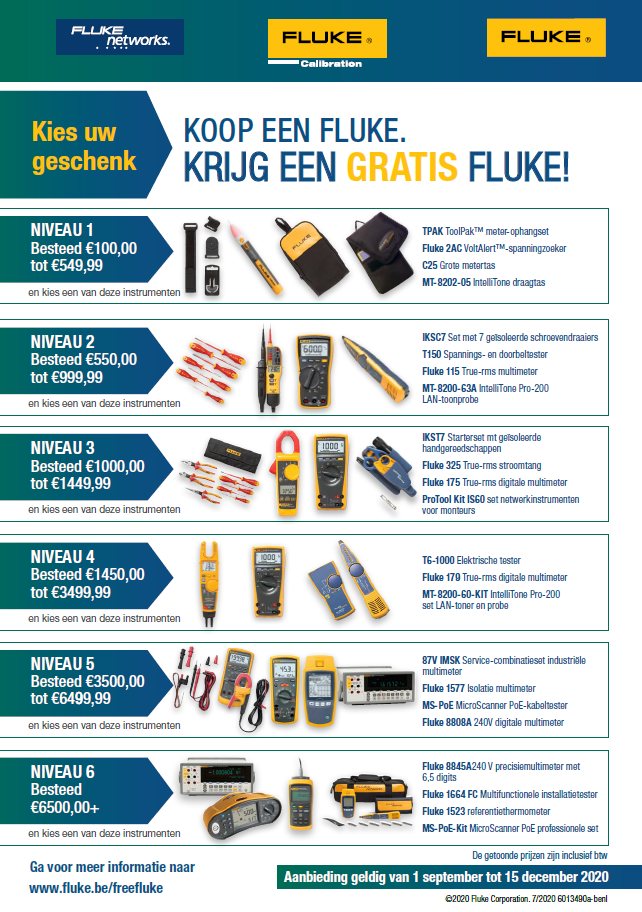 FLUKE networks.
FLUKE ®
Calibration
FLUKE ®
Kies uw
geschenk
KOOP EEN FLUKE.
KRIJG EEN GRATIS FLUKE!
NIVEAU 1
Besteed €100,00
tot €549,99
en kies een van deze instrumenten
FLUKE
TPAK ToolPak™ meter-ophangset
Fluke 2AC VoltAlert™-spanningzoeker
C25 Grote metertas
MT-8202-05 IntelliTone draagtas
NIVEAU 2
Besteed €550,00
tot €999,99
en kies een van deze instrumenten
IKSC7 Set met 7 geïsoleerde schroevendraaiers
T150 Spannings- en doorbeltester
Fluke 115 True-rms multimeter
MT-8200-63A IntelliTone Pro-200
LAN-toonprobe
NIVEAU 3
Besteed €1000,00
tot €1449,99
en kies een van deze instrumenten
IKST7 Starterset mt geïsoleerde
handgereedschappen
Fluke 325 True-rms stroomtang
Fluke 175 True-rms digitale multimeter
ProTool Kit IS60 set netwerkinstrumenten
voor monteurs
NIVEAU 4
Besteed €1450,00
tot €3499,99
en kies een van deze instrumenten
T6-1000 Elektrische tester
Fluke 179 True-rms digitale multimeter
MT-8200-60-KIT IntelliTone Pro-200
set LAN-toner en probe
NIVEAU 5
Besteed €3500,00
tot €6499,99
en kies een van deze instrumenten
87V IMSK Service-combinatieset industriële
multimeter
Fluke 1577 Isolatie multimeter
MS-PoE MicroScanner PoE-kabeltester
Fluke 8808A 240V digitale multimeter
NIVEAU 6
Besteed
€6500,00+
en kies een van deze instrumenten
Fluke 8845A240 V precisiemultimeter met
6,5 digits
Fluke 1664 FC Multifunctionele installatietester
Fluke 1523 referentiethermometer
MS-PoE-Kit MicroScanner PoE professionele set
De getoonde prijzen zijn inclusief btw
Ga voor meer informatie naar
www.fluke.be/freefluke
Aanbieding geldig van 1 september tot 15 december 2020
©2020 Fluke Corporation. 7/2020 6013490a-benl